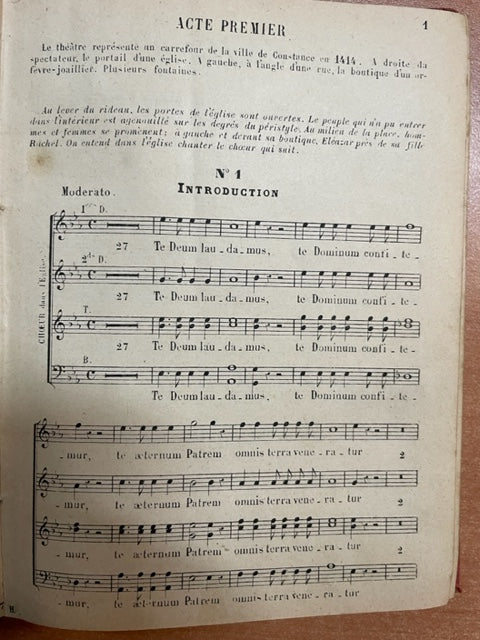 ACTE PREMIER 1
Le théâtre représente un carrefour de la ville de Constance en 1414. A droite du
spectateur, le portail d'une église. A gauche, à l'angle d'une rue, la boutique d'un or-
fèvre-joaillier. Plusieurs fontaines.
Au lever du rideau, les portes de l'église sont ouvertes. Le peuple qui n'a pu entrer
dans l'intérieur est agenouillé sur les degrés du péristyle. Au milieu de la place, hom-
mes et femmes se promènent; à gauche et devant sa boutique, Eléazar près de sa fille
Rachel. On entend dans l'église chanter le chœur qui suit.
Nº 1
INTRODUCTION
Moderato.
CHŒUR dans l'Eglise.
1ers D.
27 Te Deum lau - da - mus, te Dominum confi - te -
2ds D.
27 Te Deum lau - da - mus, te Dominum confi - te -
T.
27 Te Deum lau - da - mus, te Dominum confi - te -
B.
Te Deum lau - da - mus, te Dominum confi - te -
- mur, te æternum Patrem omnis terra vene - ra - tur 2
- mur, te æternum Patrem omnis terra vene - ra - tur 2
- mur, te æternum Patrem omnis terra vene - ra - tur 2
- mur, te æternum Patrem omnis terra vene - ra - tur
H.